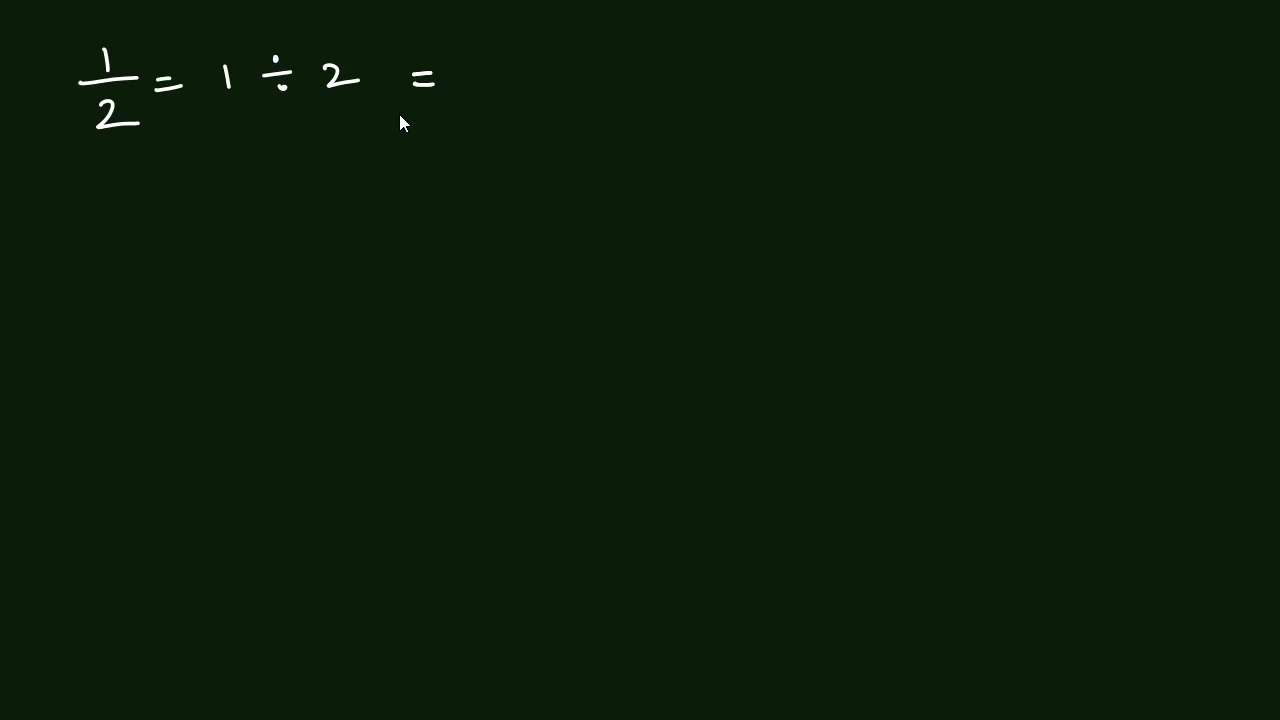 1/2 = 1 ÷ 2 =